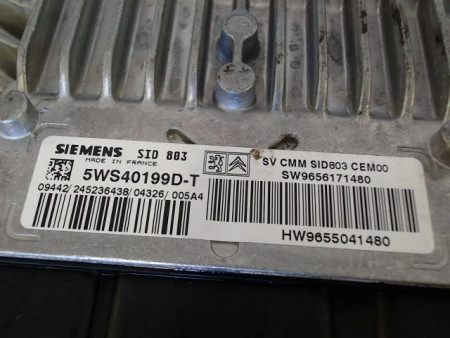 SIEMENS SID 803
MADE IN FRANCE
5WS40199D-T
09442/245236438/04326/005A4
SV CMM SID803 CEM00
SW9656171480
HW9655041480